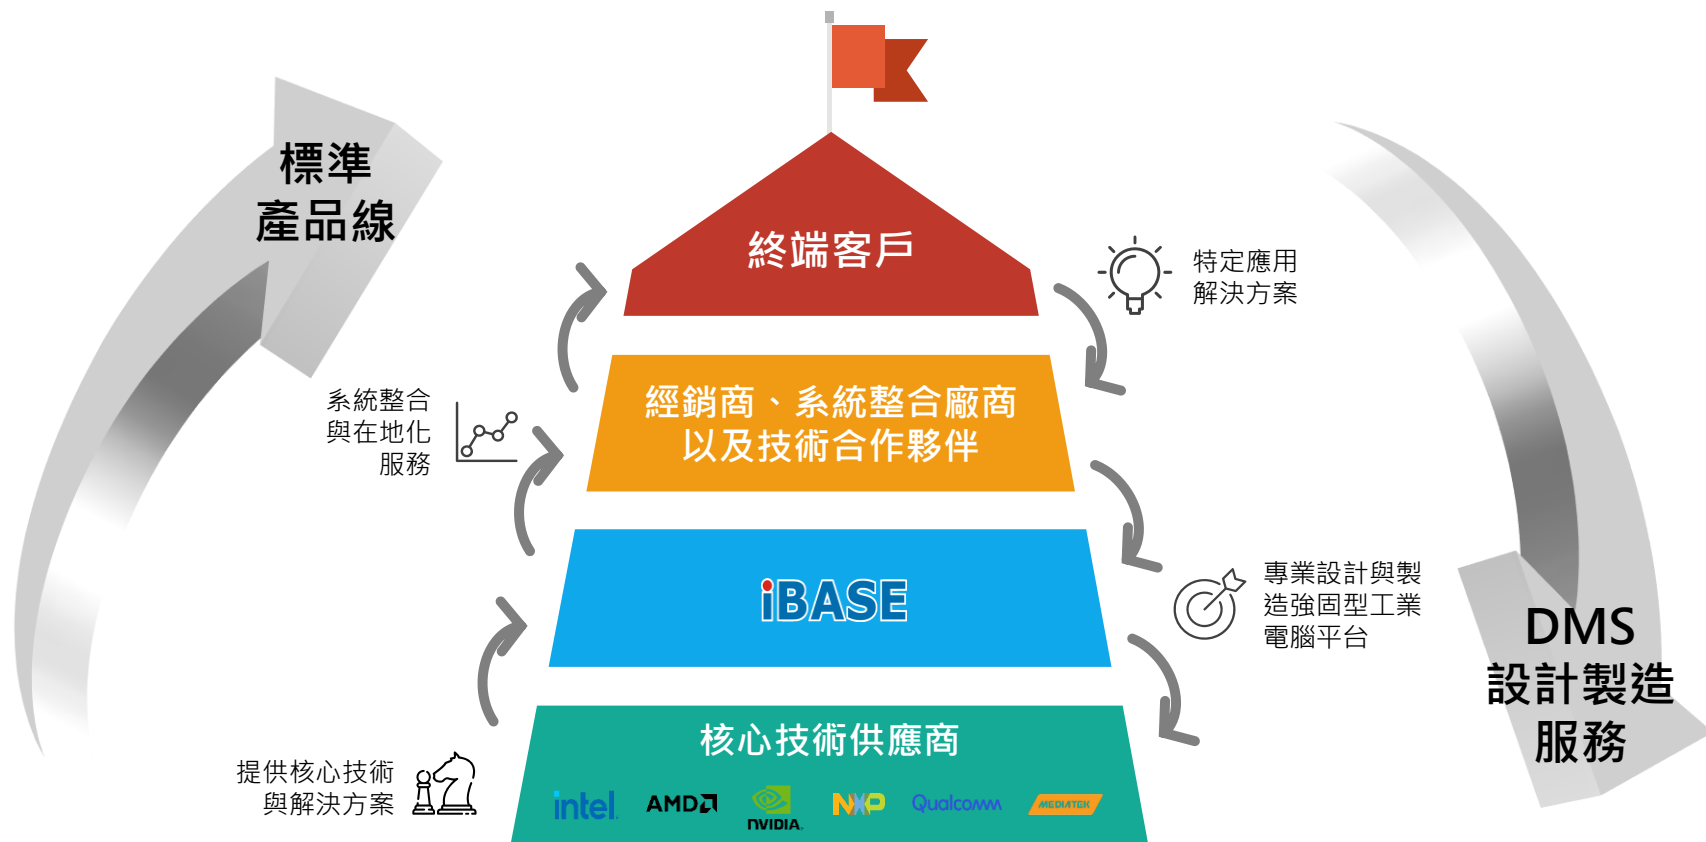 標準
產品線
終端客戶
特定應用
解決方案
系統整合
與在地化
服務
經銷商、系統整合廠商
以及技術合作夥伴
iBASE
專業設計與製
造強固型工業
電腦平台
DMS
設計製造
服務
核心技術供應商
提供核心技術
與解決方案
intel.
AMD
NVIDIA.
NXP
Qualcomm
MEDIATEK